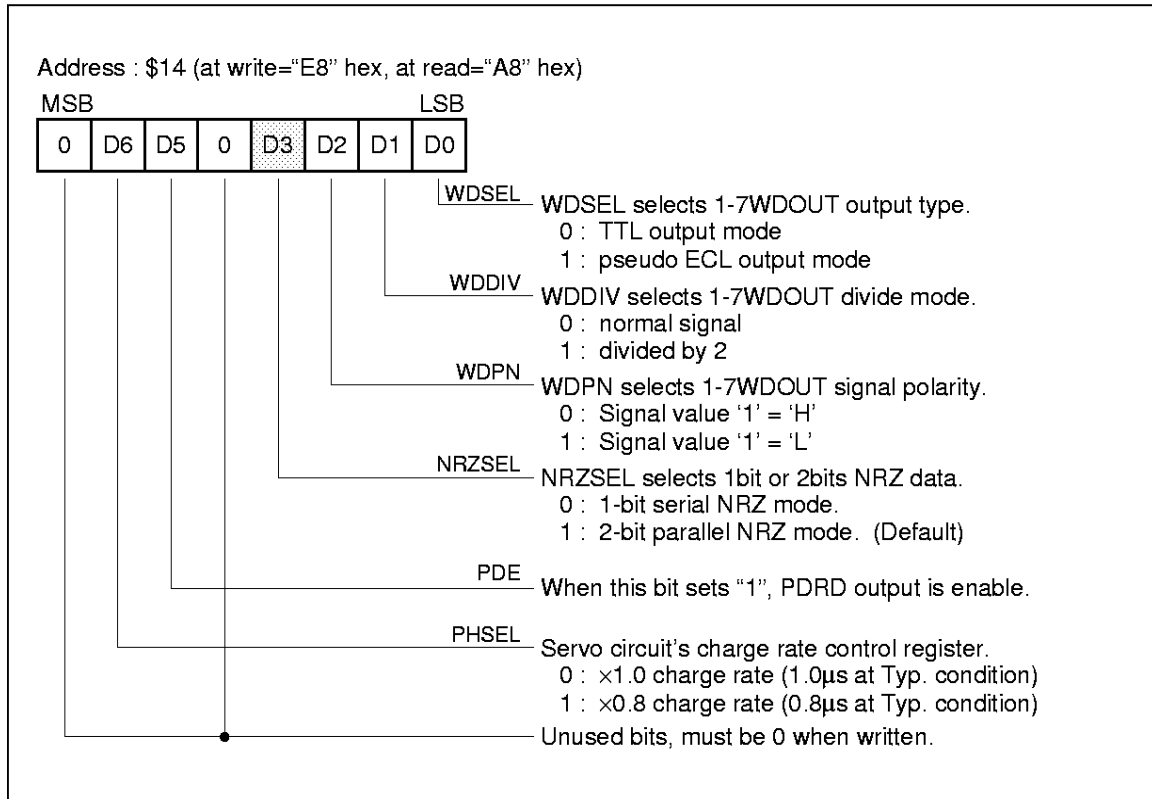 Address : $14 (at write=“E8” hex, at read=“A8” hex)
MSB LSB
0 D6 D5 0 D3 D2 D1 D0
WDSEL WDSEL selects 1-7WDOUT output type.
0 : TTL output mode
1 : pseudo ECL output mode
WDDIV WDDIV selects 1-7WDOUT divide mode.
0 : normal signal
1 : divided by 2
WDPN WDPN selects 1-7WDOUT signal polarity.
0 : Signal value ‘1’ = ‘H’
1 : Signal value ‘1’ = ‘L’
NRZSEL NRZSEL selects 1bit or 2bits NRZ data.
0 : 1-bit serial NRZ mode.
1 : 2-bit parallel NRZ mode. (Default)
PDE When this bit sets “1”, PDRD output is enable.
PHSEL Servo circuit’s charge rate control register.
0 : ×1.0 charge rate (1.0µs at Typ. condition)
1 : ×0.8 charge rate (0.8µs at Typ. condition)
Unused bits, must be 0 when written.